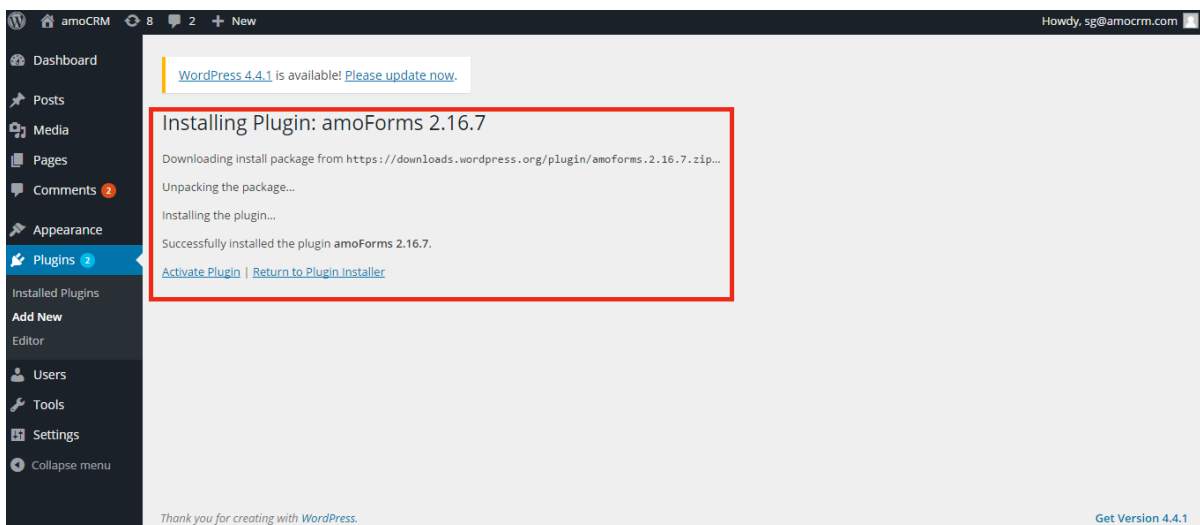 amoCRM 8 2 + New Howdy, sg@amocrm.com
Dashboard
Posts
Media
Pages
Comments 2
Appearance
Plugins 2
Installed Plugins
Add New
Editor
Users
Tools
Settings
Collapse menu
WordPress 4.4.1 is available! Please update now.
Installing Plugin: amoForms 2.16.7
Downloading install package from https://downloads.wordpress.org/plugin/amoforms.2.16.7.zip…
Unpacking the package…
Installing the plugin…
Successfully installed the plugin amoForms 2.16.7.
Activate Plugin | Return to Plugin Installer
Thank you for creating with WordPress. Get Version 4.4.1